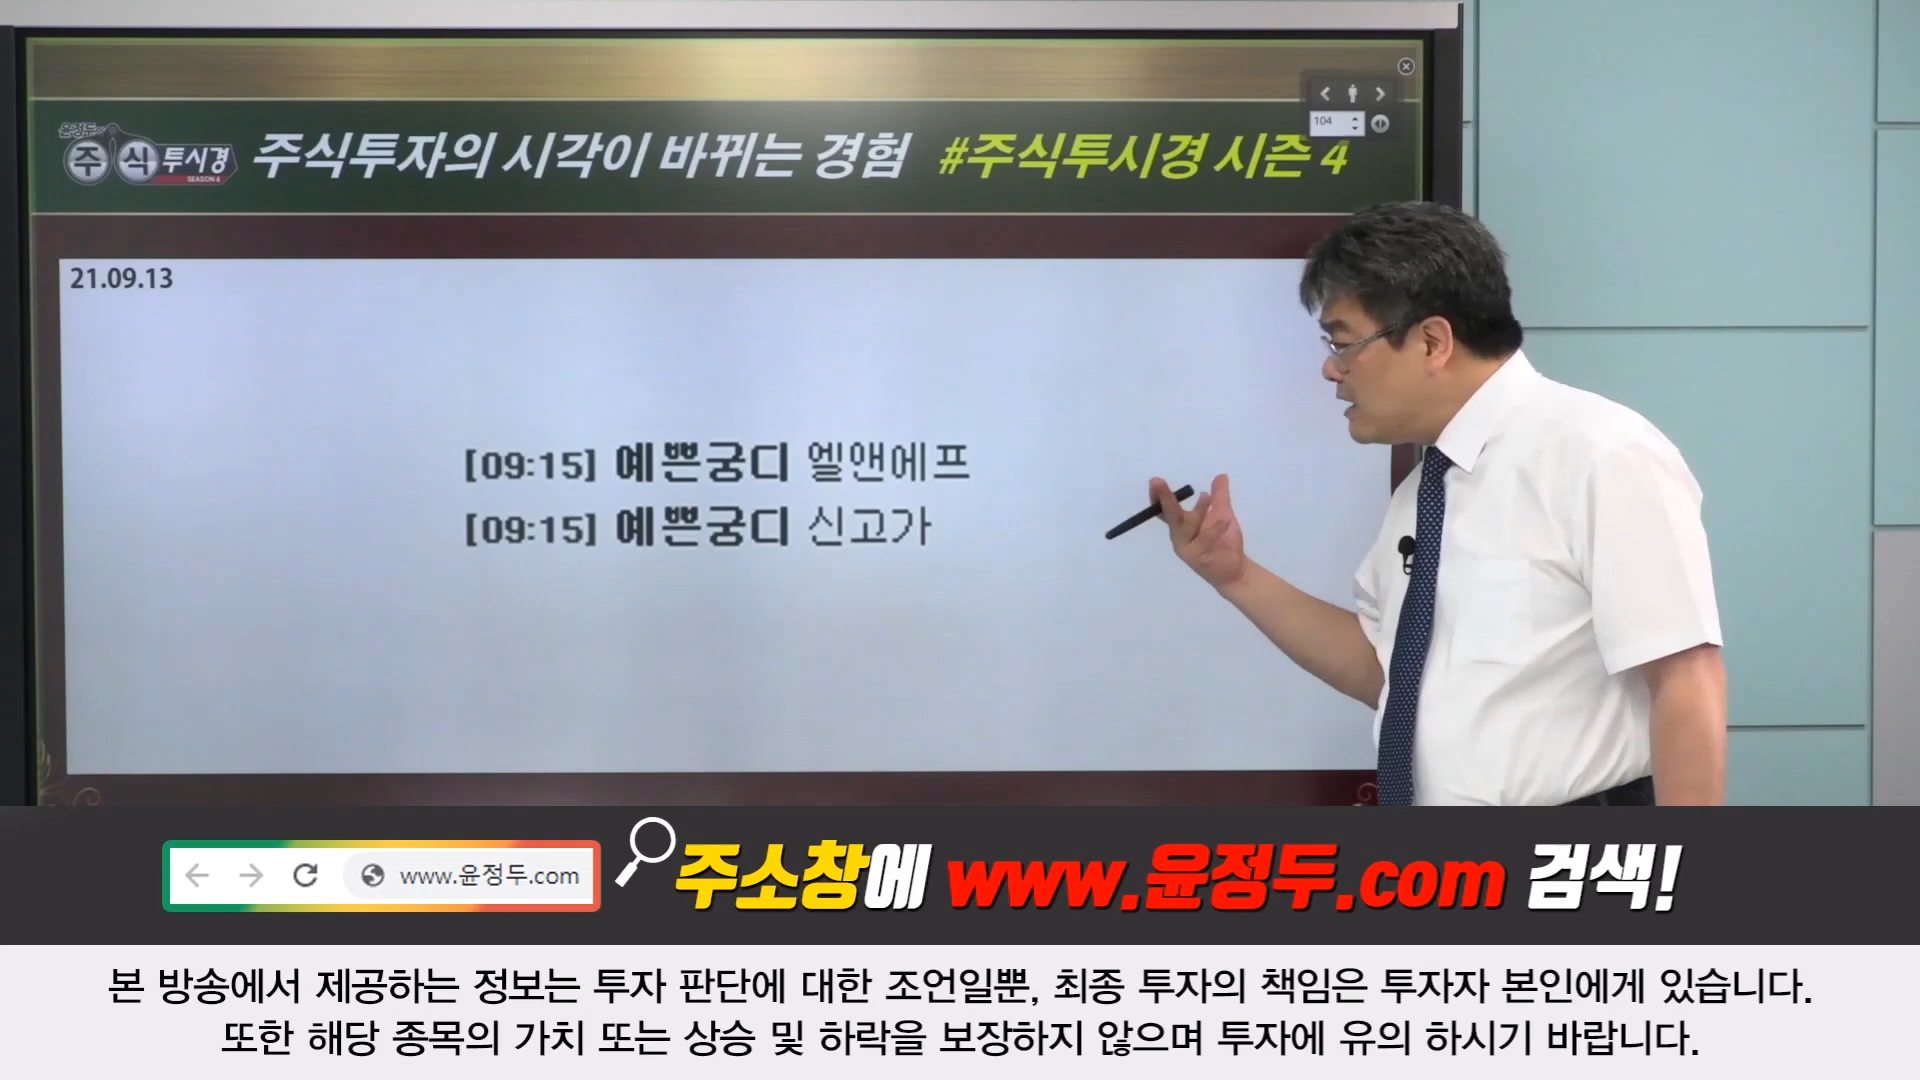 윤정두의
주식투시경
SEASON 4
주식투자의 시각이 바뀌는 경험 #주식투시경 시즌 4
104
21.09.13
[09:15] 예쁜궁디 엘앤에프
[09:15] 예쁜궁디 신고가
www.윤정두.com
주소창에 www.윤정두.com 검색!
본 방송에서 제공하는 정보는 투자 판단에 대한 조언일뿐, 최종 투자의 책임은 투자자 본인에게 있습니다.
또한 해당 종목의 가치 또는 상승 및 하락을 보장하지 않으며 투자에 유의 하시기 바랍니다.